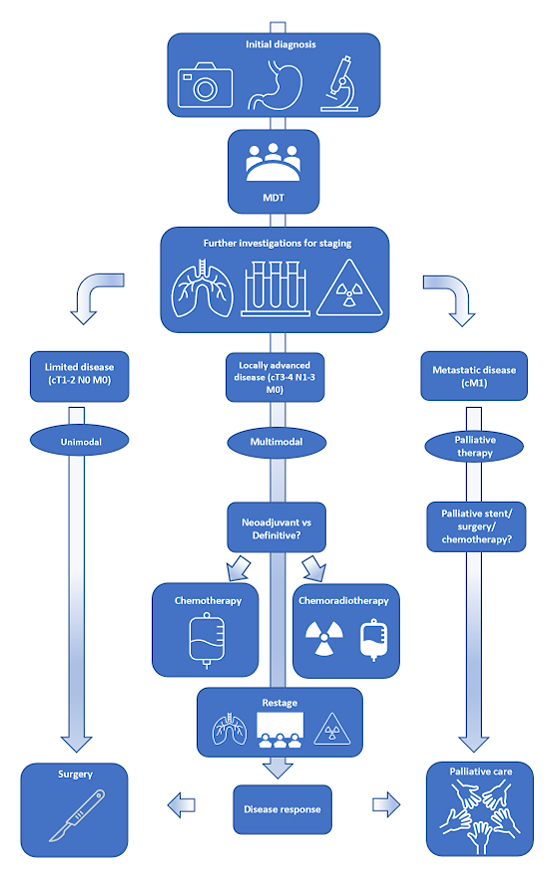 Initial diagnosis
MDT
Further investigations for staging
Limited disease
(cT1-2 N0 M0)
Locally advanced
disease (cT3-4 N1-3
M0)
Metastatic disease
(cM1)
Unimodal
Multimodal
Palliative
therapy
Neoadjuvant vs
Definitive?
Palliative stent/
surgery/
chemotherapy?
Chemotherapy
Chemoradiotherapy
Restage
Surgery
Disease response
Palliative care